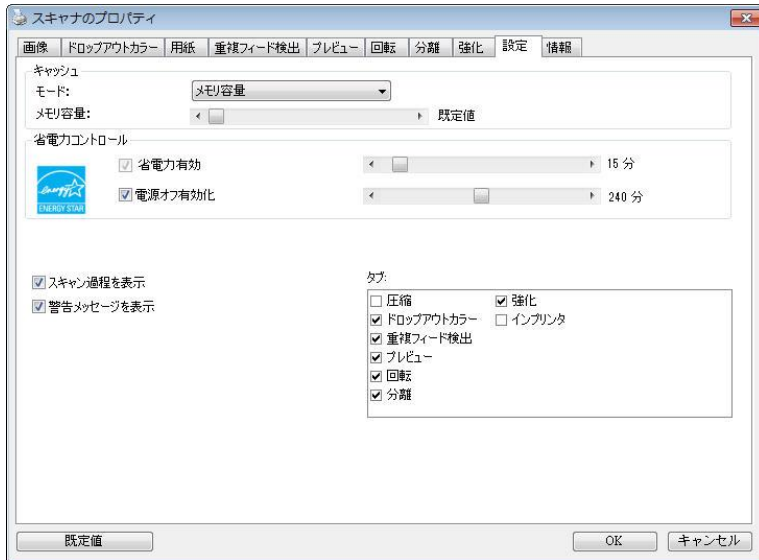 スキャナのプロパティ
画像 ドロップアウトカラー 用紙 重複フィード検出 プレビュー 回転 分離 強化 設定 情報
キャッシュ
モード: メモリ容量
メモリ容量: 既定値
省電力コントロール
省電力有効 15 分
energy
ENERGY STAR
電源オフ有効化 240 分
スキャン過程を表示
警告メッセージを表示
タブ:
圧縮 強化
ドロップアウトカラー インプリンタ
重複フィード検出
プレビュー
回転
分離
既定値 OK キャンセル